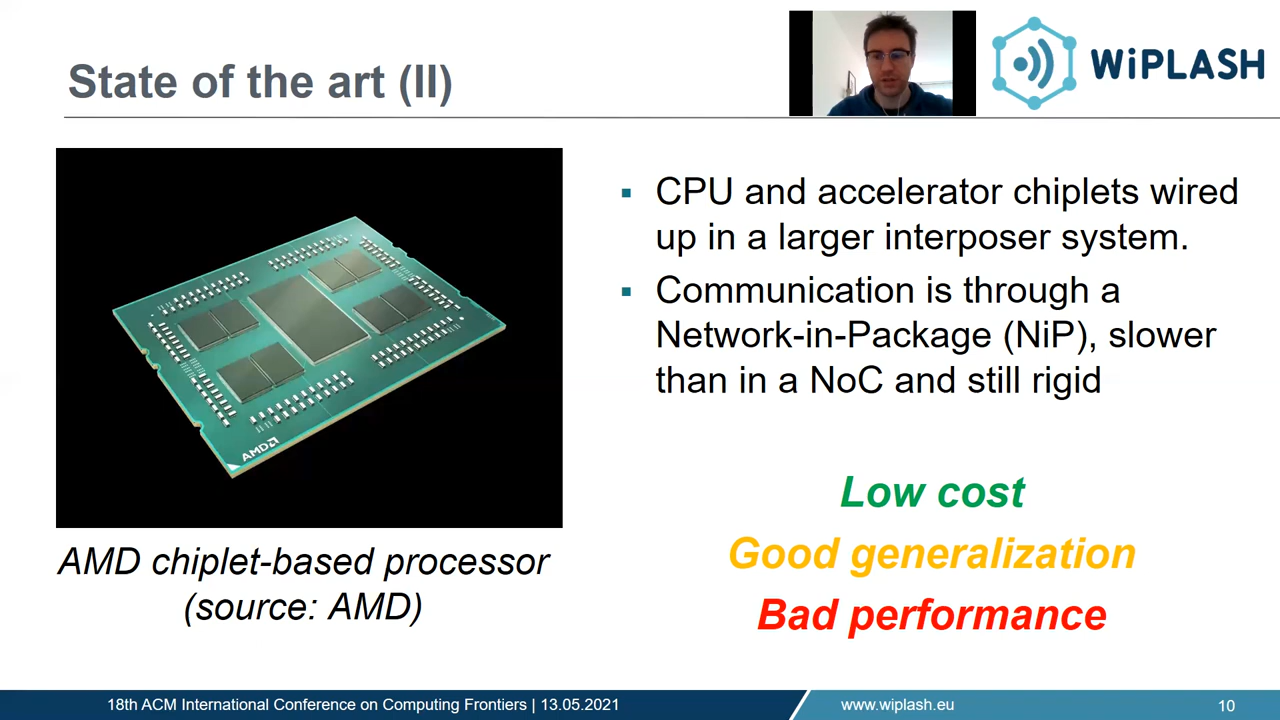 State of the art (II)
WiPLASH
AMD
AMD chiplet-based processor
(source: AMD)
▪ CPU and accelerator chiplets wired
up in a larger interposer system.
▪ Communication is through a
Network-in-Package (NiP), slower
than in a NoC and still rigid
Low cost
Good generalization
Bad performance
18th ACM International Conference on Computing Frontiers | 13.05.2021
www.wiplash.eu
10